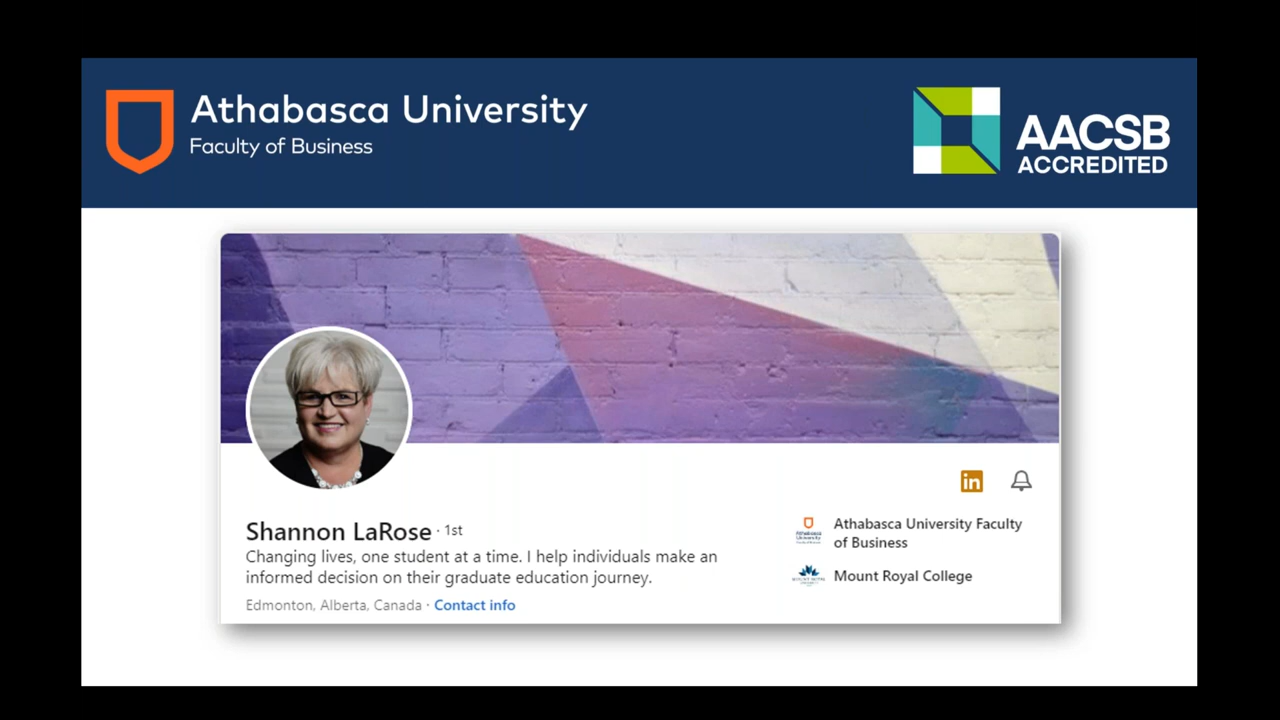 Athabasca University
Faculty of Business
AACSB
ACCREDITED
in
Shannon LaRose · 1st
Changing lives, one student at a time. I help individuals make an
informed decision on their graduate education journey.
Edmonton, Alberta, Canada · Contact info
Athabasca University Faculty
of Business
Mount Royal College